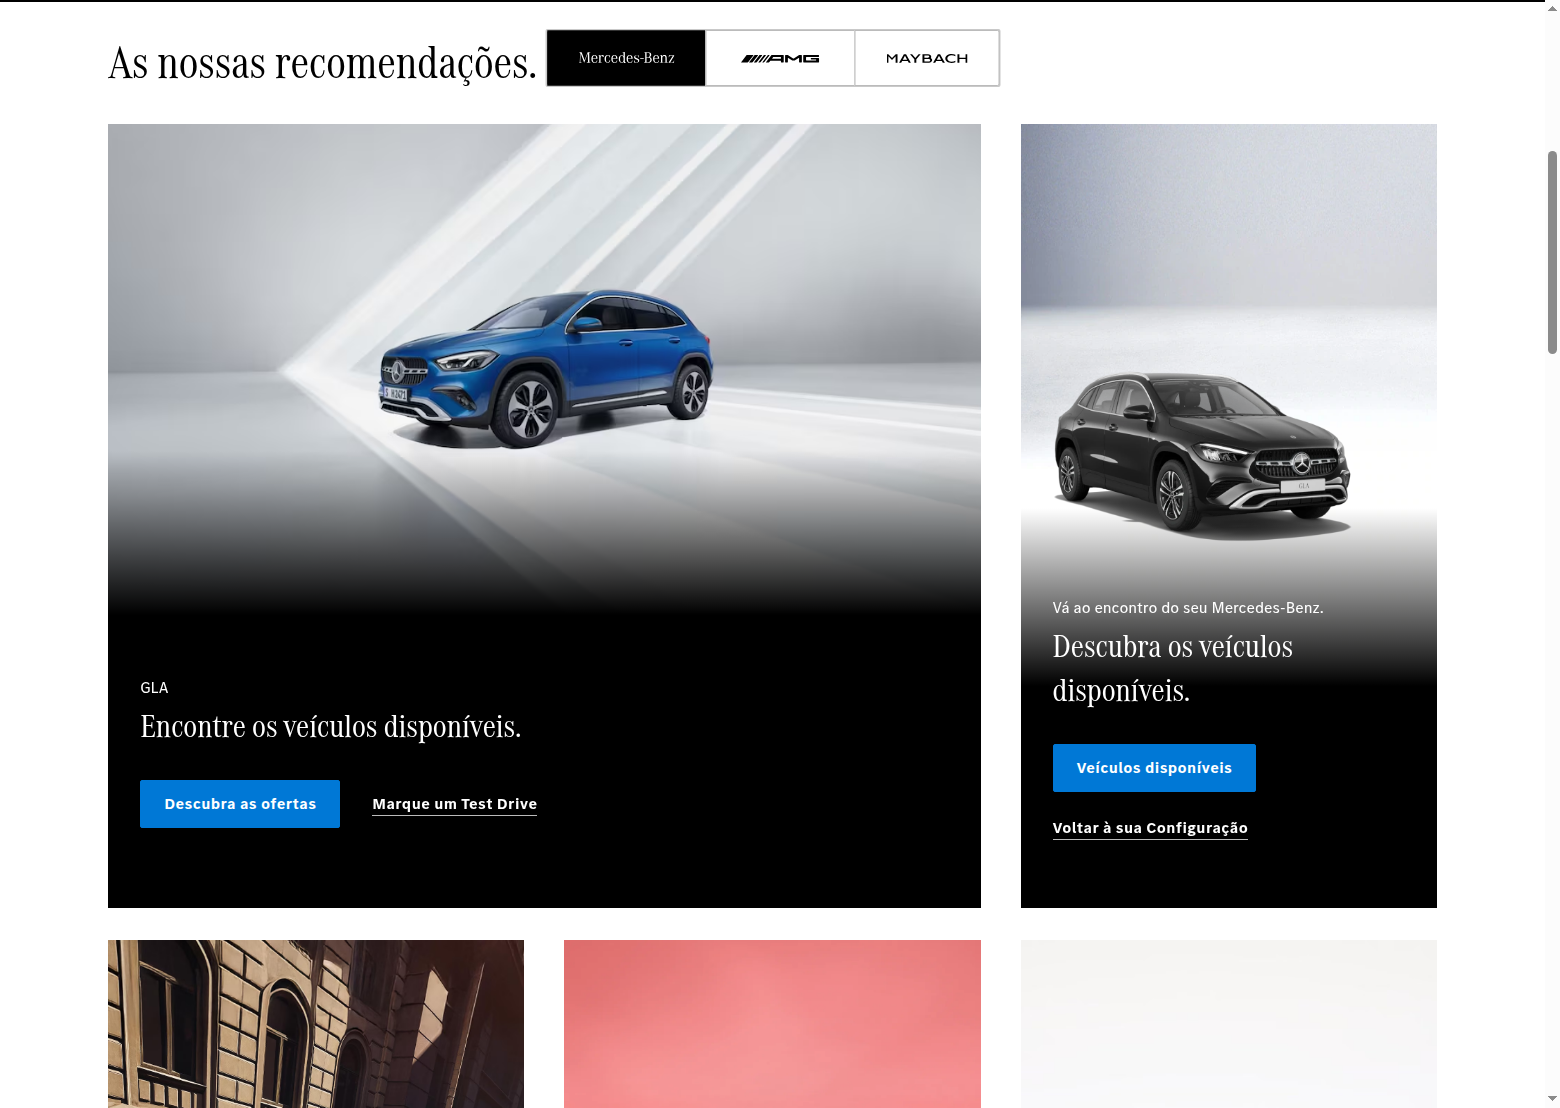 As nossas recomendações.
Mercedes-Benz
AMG
MAYBACH
GLA
Encontre os veículos disponíveis.
Descubra as ofertas
Marque um Test Drive
GLA
Vá ao encontro do seu Mercedes-Benz.
Descubra os veículos
disponíveis.
Veículos disponíveis
Voltar à sua Configuração